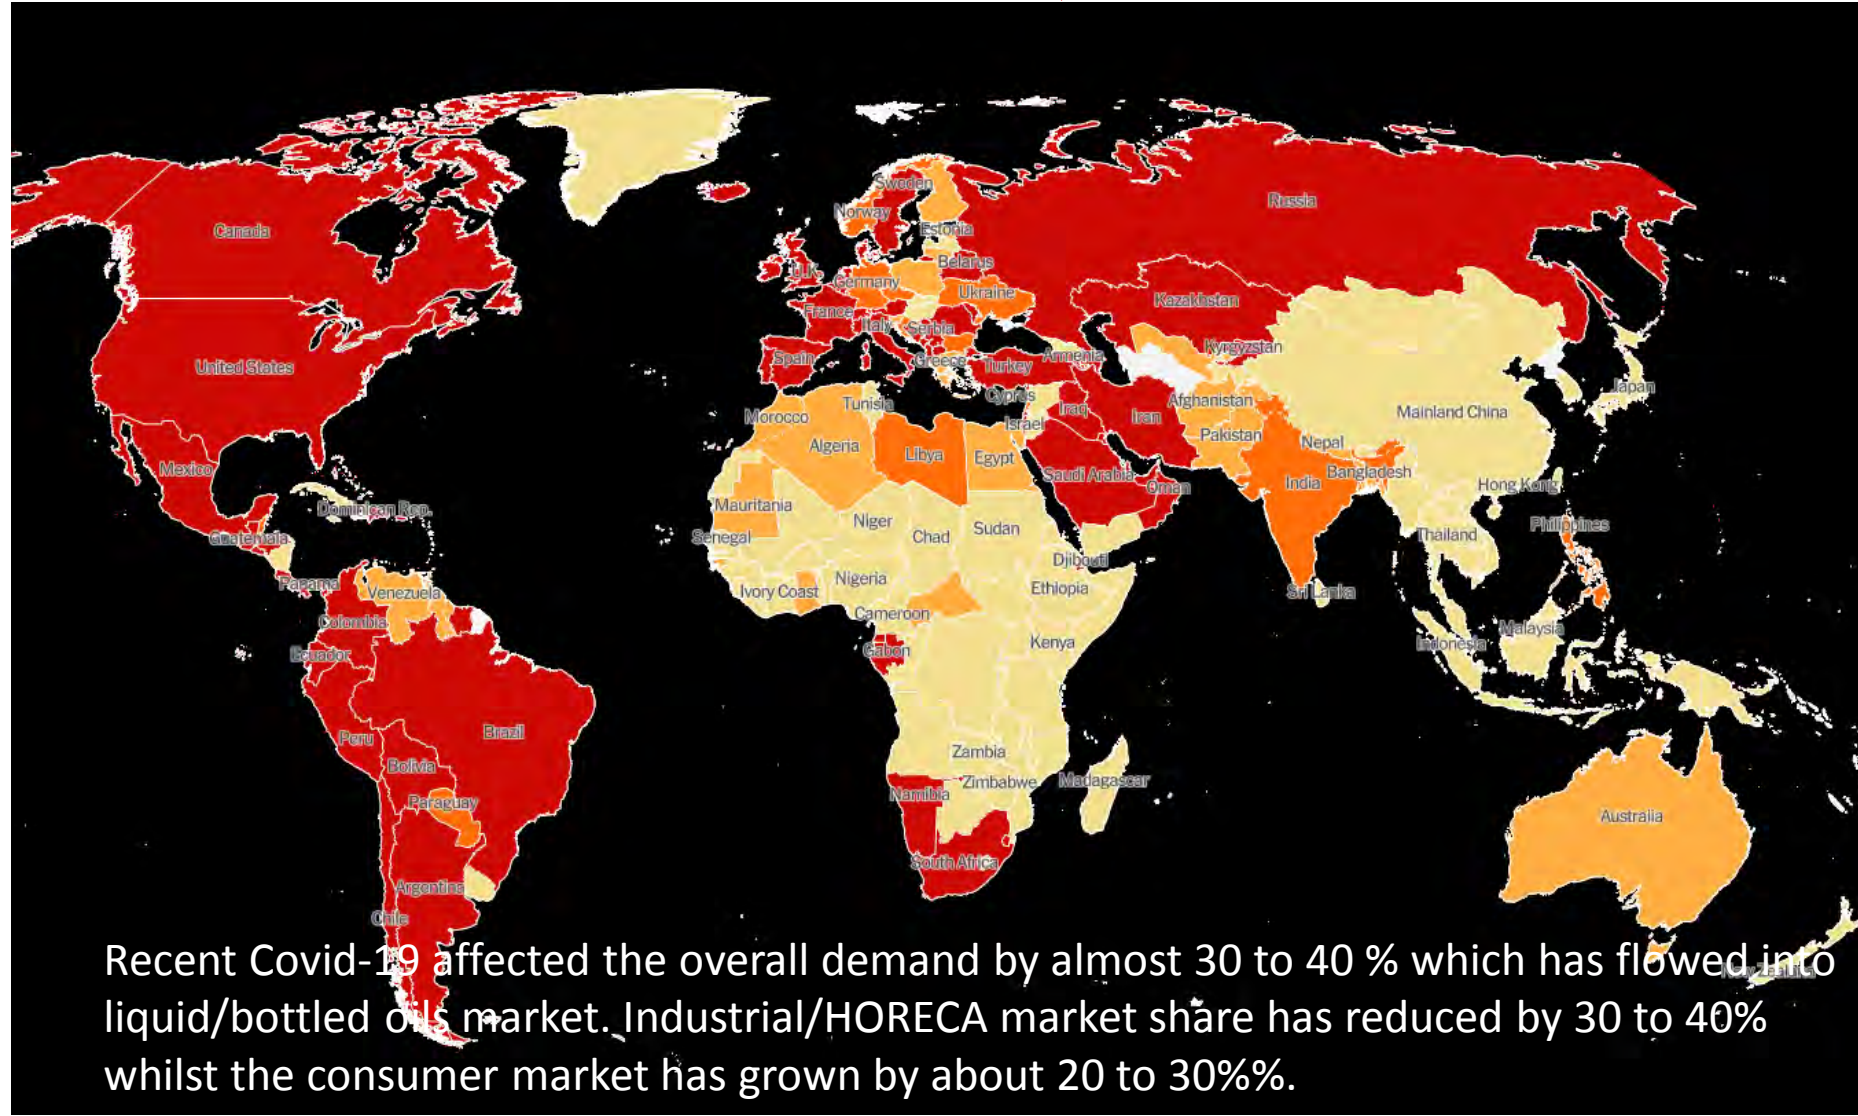 Canada
Russia
Sweden
Norway
Estonia
Belarus
U.K.
Germany
Ukraine
Kazakhstan
France
Italy
Serbia
United States
Spain
Greece
Turkey
Armenia
Kyrgyzstan
Japan
Cyprus
Morocco
Tunisia
Israel
Iraq
Iran
Afghanistan
Mainland China
Algeria
Libya
Egypt
Pakistan
Nepal
Mexico
Saudi Arabia
Oman
India
Bangladesh
Hong Kong
Dominican Rep.
Mauritania
Niger
Chad
Sudan
Philippines
Guatemala
Senegal
Thailand
Djibouti
Panama
Venezuela
Ivory Coast
Nigeria
Ethiopia
Sri Lanka
Colombia
Cameroon
Malaysia
Ecuador
Gabon
Kenya
Indonesia
Peru
Brazil
Bolivia
Zambia
Paraguay
Namibia
Zimbabwe
Madagascar
Australia
Argentina
South Africa
Chile
New Zealand
Recent Covid-19 affected the overall demand by almost 30 to 40 % which has flowed into
liquid/bottled oils market. Industrial/HORECA market share has reduced by 30 to 40%
whilst the consumer market has grown by about 20 to 30%%.